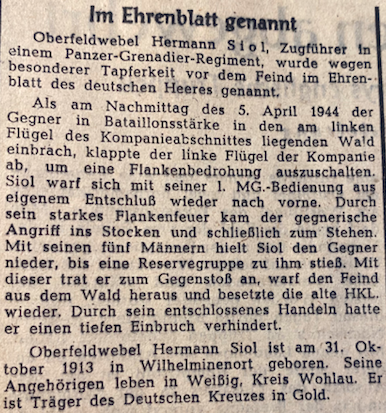 Im Ehrenblatt genannt
Oberfeldwebel Hermann Siol, Zugführer in
einem Panzer-Grenadier-Regiment, wurde wegen
besonderer Tapferkeit vor dem Feind im Ehren-
blatt des deutschen Heeres genannt.
Als am Nachmittag des 5. April 1944 der
Gegner in Bataillonsstärke in den am linken
Flügel des Kompanieabschnittes liegenden Wald
einbrach, klappte der linke Flügel der Kompanie
ab, um eine Flankenbedrohung auszuschalten.
Siol warf sich mit seiner l. MG.-Bedienung aus
eigenem Entschluß wieder nach vorne. Durch
sein starkes Flankenfeuer kam der gegnerische
Angriff ins Stocken und schließlich zum Stehen.
Mit seinen fünf Männern hielt Siol den Gegner
nieder, bis eine Reservegruppe zu ihm stieß. Mit
dieser trat er zum Gegenstoß an, warf den Feind
aus dem Wald heraus und besetzte die alte HKL.
wieder. Durch sein entschlossenes Handeln hatte
er einen tiefen Einbruch verhindert.
Oberfeldwebel Hermann Siol ist am 31. Ok-
tober 1913 in Wilhelminenort geboren. Seine
Angehörigen leben in Weißig, Kreis Wohlau. Er
ist Träger des Deutschen Kreuzes in Gold.